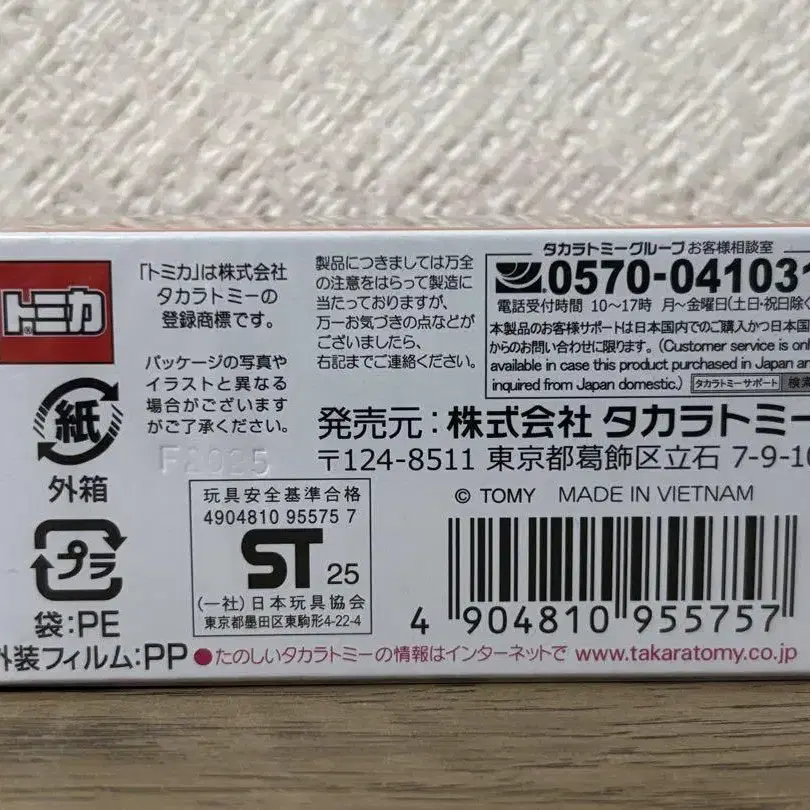 トミカ
®
「トミカ」は株式会社
タカラトミーの
登録商標です。
パッケージの写真や
イラストと異なる
場合がございます
がご了承ください。
F2025
紙
外箱
プラ
袋:PE
外装フィルム:PP
製品につきましては万全
の注意をはらって製造に
当たっておりますが、
万一お気づきの点などが
ございましたら、
右記までご連絡ください。
タカラトミーグループ お客様相談室
0570-041031
電話受付時間 10〜17時 月〜金曜日(土日・祝日除く
本製品のお客様サポートは日本国内でのご購入かつ日本国
からのお問い合わせに限ります。(Customer service is only
available in case this product purchased in Japan an
inquired from Japan domestic.) タカラトミーサポート 検索
発売元:株式会社 タカラトミー
〒124-8511 東京都葛飾区立石 7-9-10
© TOMY MADE IN VIETNAM
玩具安全基準合格
4904810 95575 7
ST 25
(一社)日本玩具協会
東京都墨田区東駒形4-22-4
4 904810 955757
●たのしいタカラトミーの情報はインターネットで www.takaratomy.co.jp